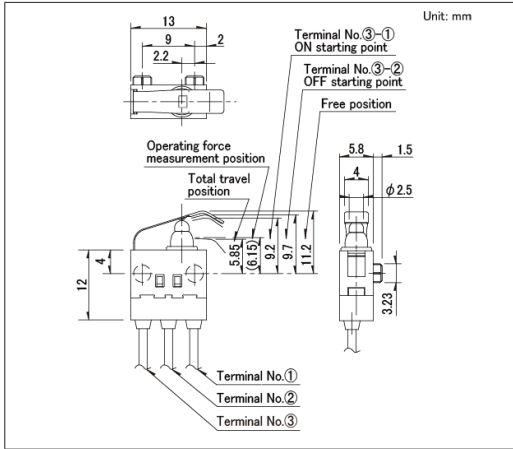 Unit: mm
13
9
2
2.2
Terminal No.③-①
ON starting point
Terminal No.③-②
OFF starting point
Free position
Operating force
measurement position
Total travel
position
5.8
1.5
4
φ2.5
4
12
5.85
(6.15)
9.2
9.7
11.2
3.23
Terminal No.①
Terminal No.②
Terminal No.③